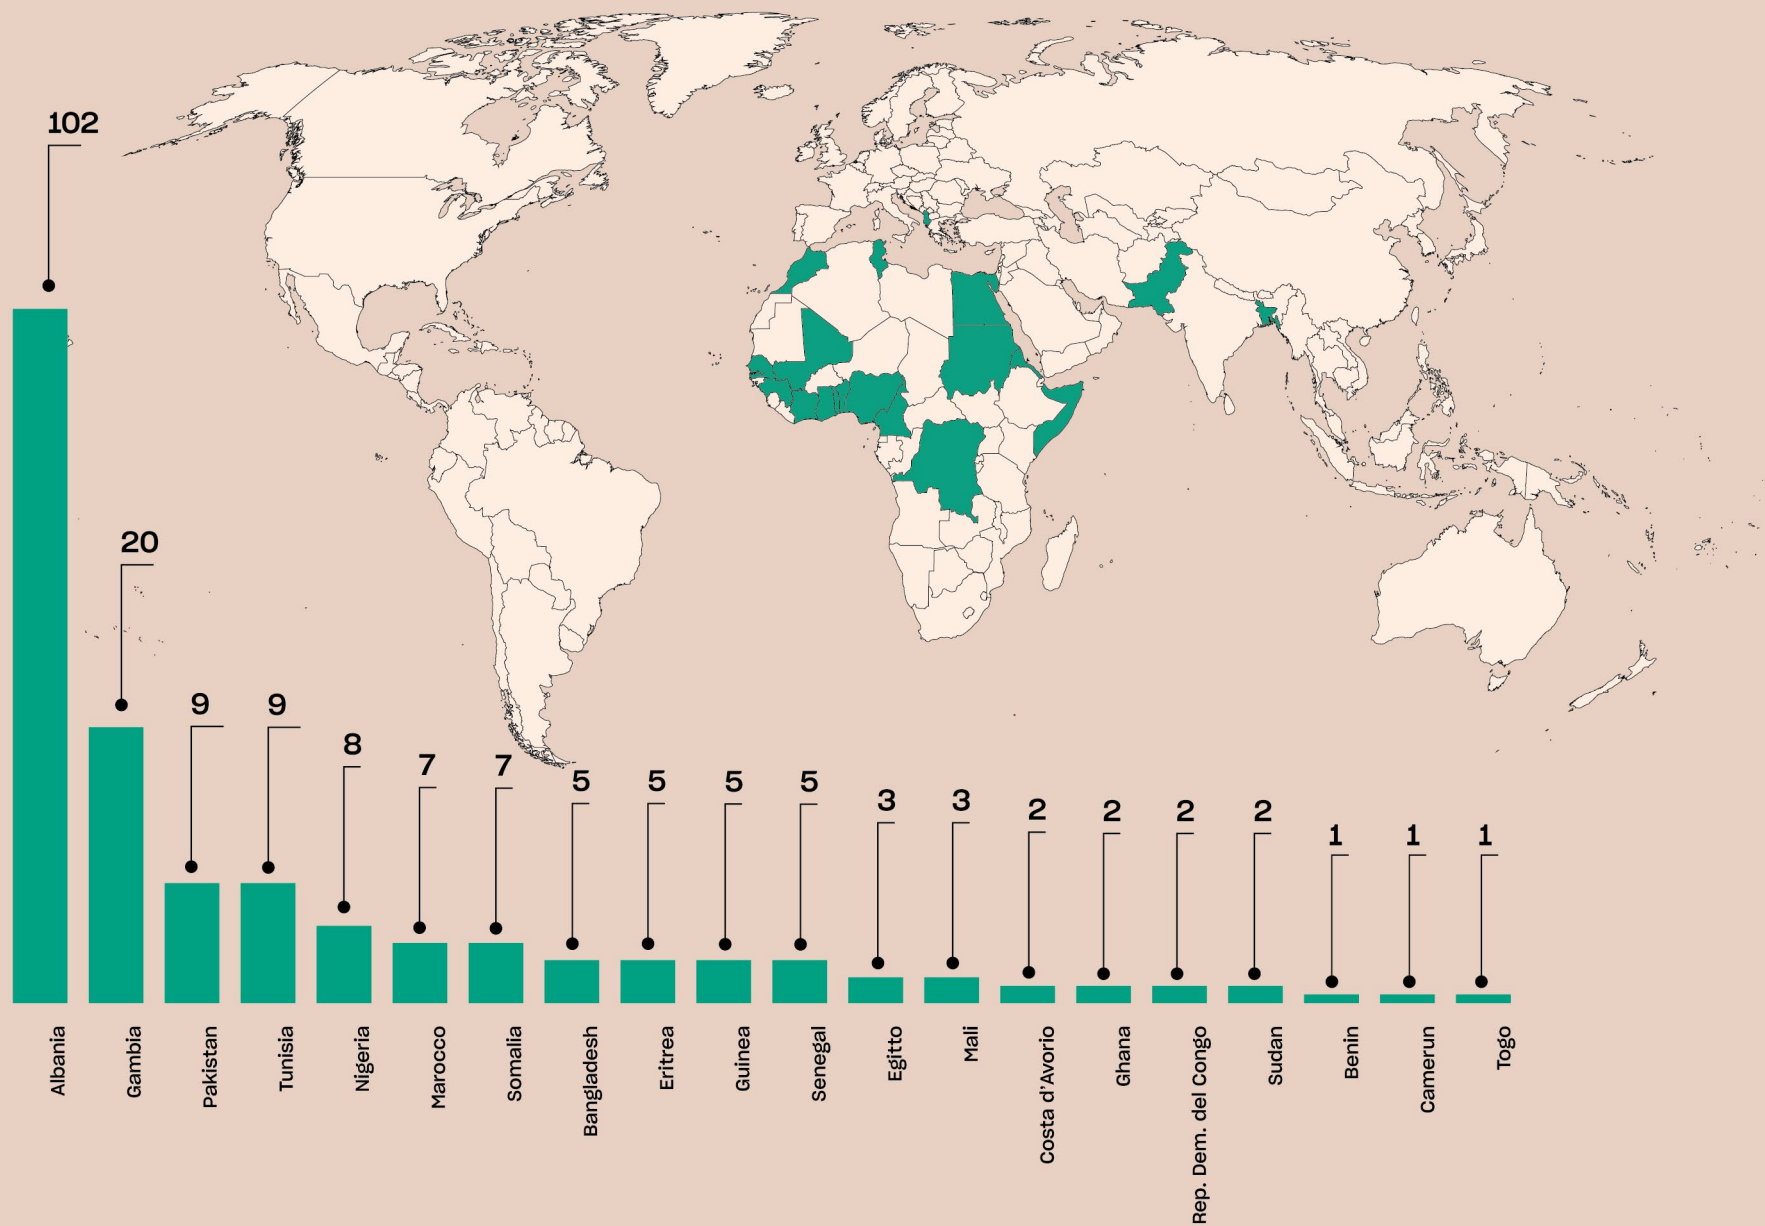 102
20
9
9
8
7
7
5
5
5
5
3
3
2
2
2
2
1
1
1
Albania
Gambia
Pakistan
Tunisia
Nigeria
Marocco
Somalia
Bangladesh
Eritrea
Guinea
Senegal
Egitto
Mali
Costa d'Avorio
Ghana
Rep. Dem. del Congo
Sudan
Benin
Camerun
Togo